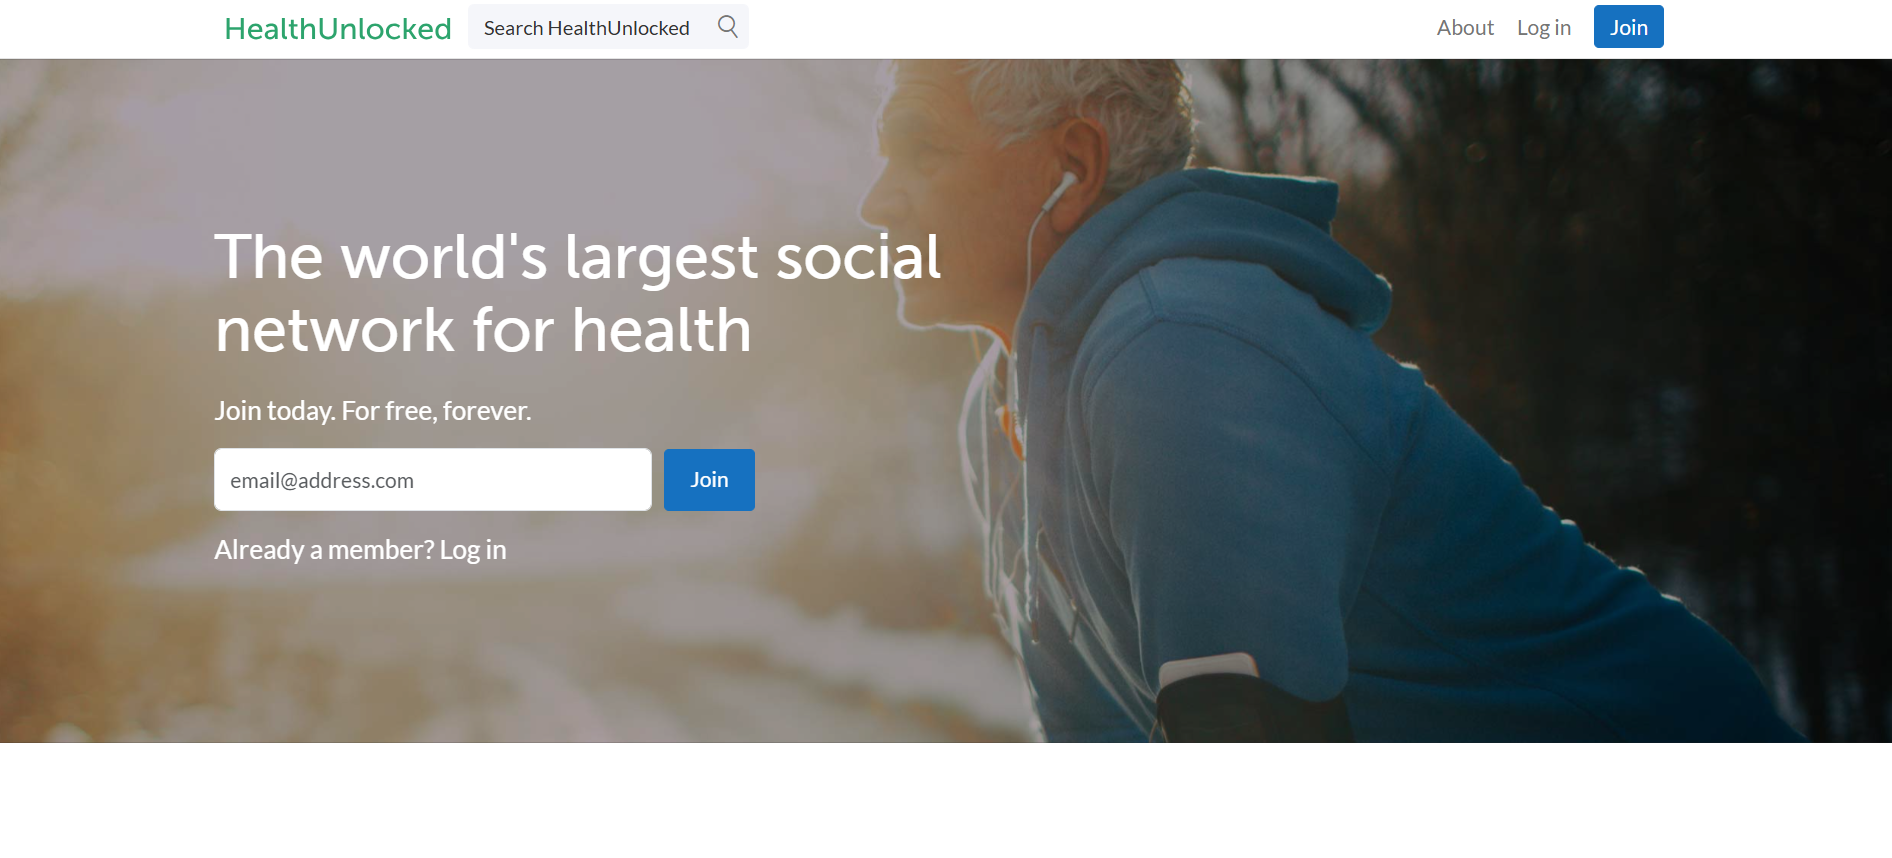 HealthUnlocked
Search HealthUnlocked
About
Log in
Join
The world's largest social
network for health
Join today. For free, forever.
email@address.com
Join
Already a member? Log in